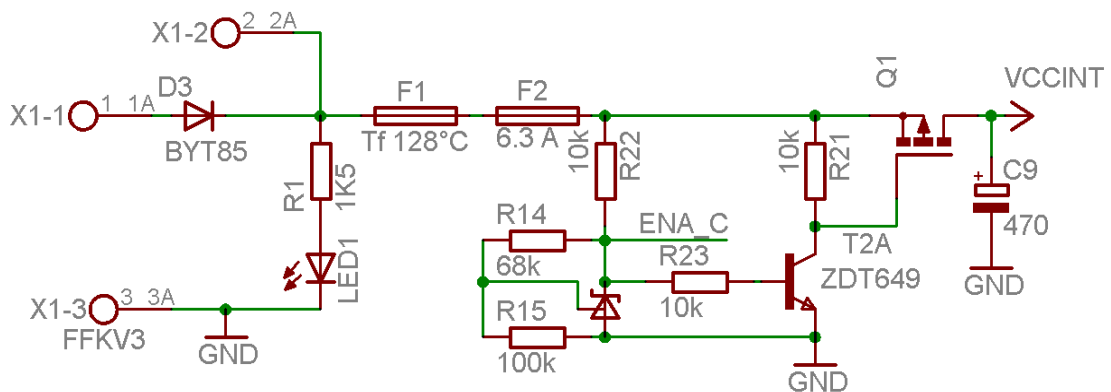 X1-2
2 2A
X1-1
1 1A
D3
BYT85
F1
Tf 128°C
F2
6.3 A
R1
1K5
LED1
X1-3
3 3A
FFKV3
GND
10k
R22
R14
68k
ENA_C
R23
10k
R15
100k
10k
R21
T2A
ZDT649
GND
Q1
VCCINT
C9
+
470
GND